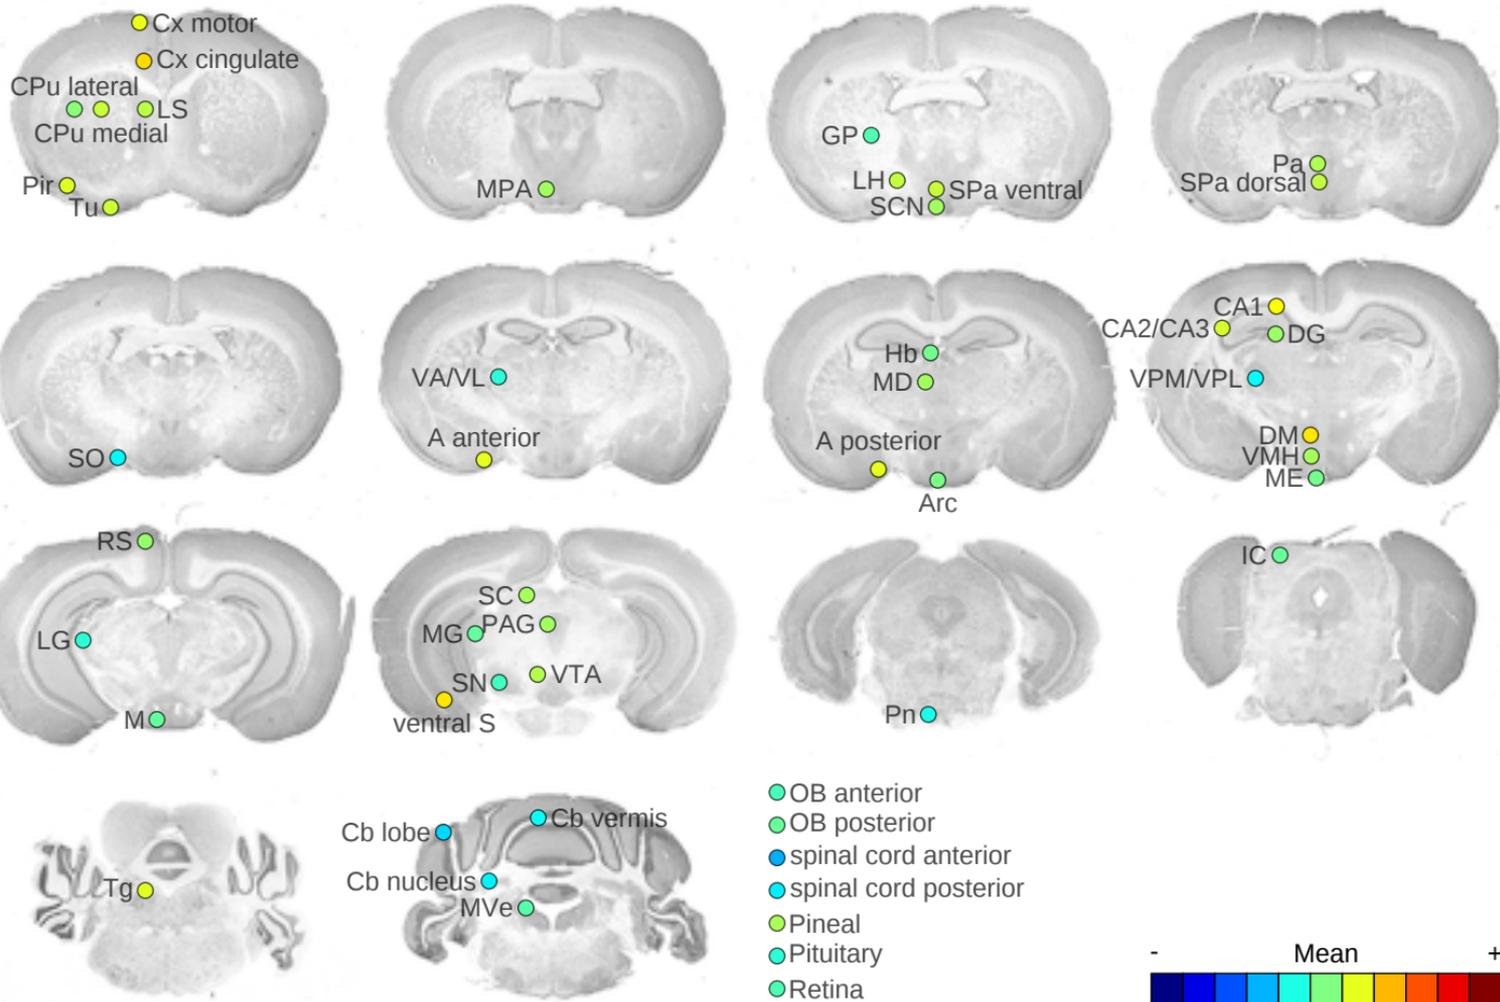 Cx motor
Cx cingulate
CPu lateral
LS
CPu medial
Pir
Tu
MPA
GP
LH
SPa ventral
SCN
Pa
SPa dorsal
SO
VA/VL
A anterior
Hb
MD
A posterior
Arc
CA1
CA2/CA3
DG
VPM/VPL
DM
VMH
ME
RS
LG
M
SC
PAG
MG
VTA
SN
ventral S
Pn
IC
Tg
Cb lobe
Cb vermis
Cb nucleus
MVe
OB anterior
OB posterior
spinal cord anterior
spinal cord posterior
Pineal
Pituitary
Retina
- Mean +